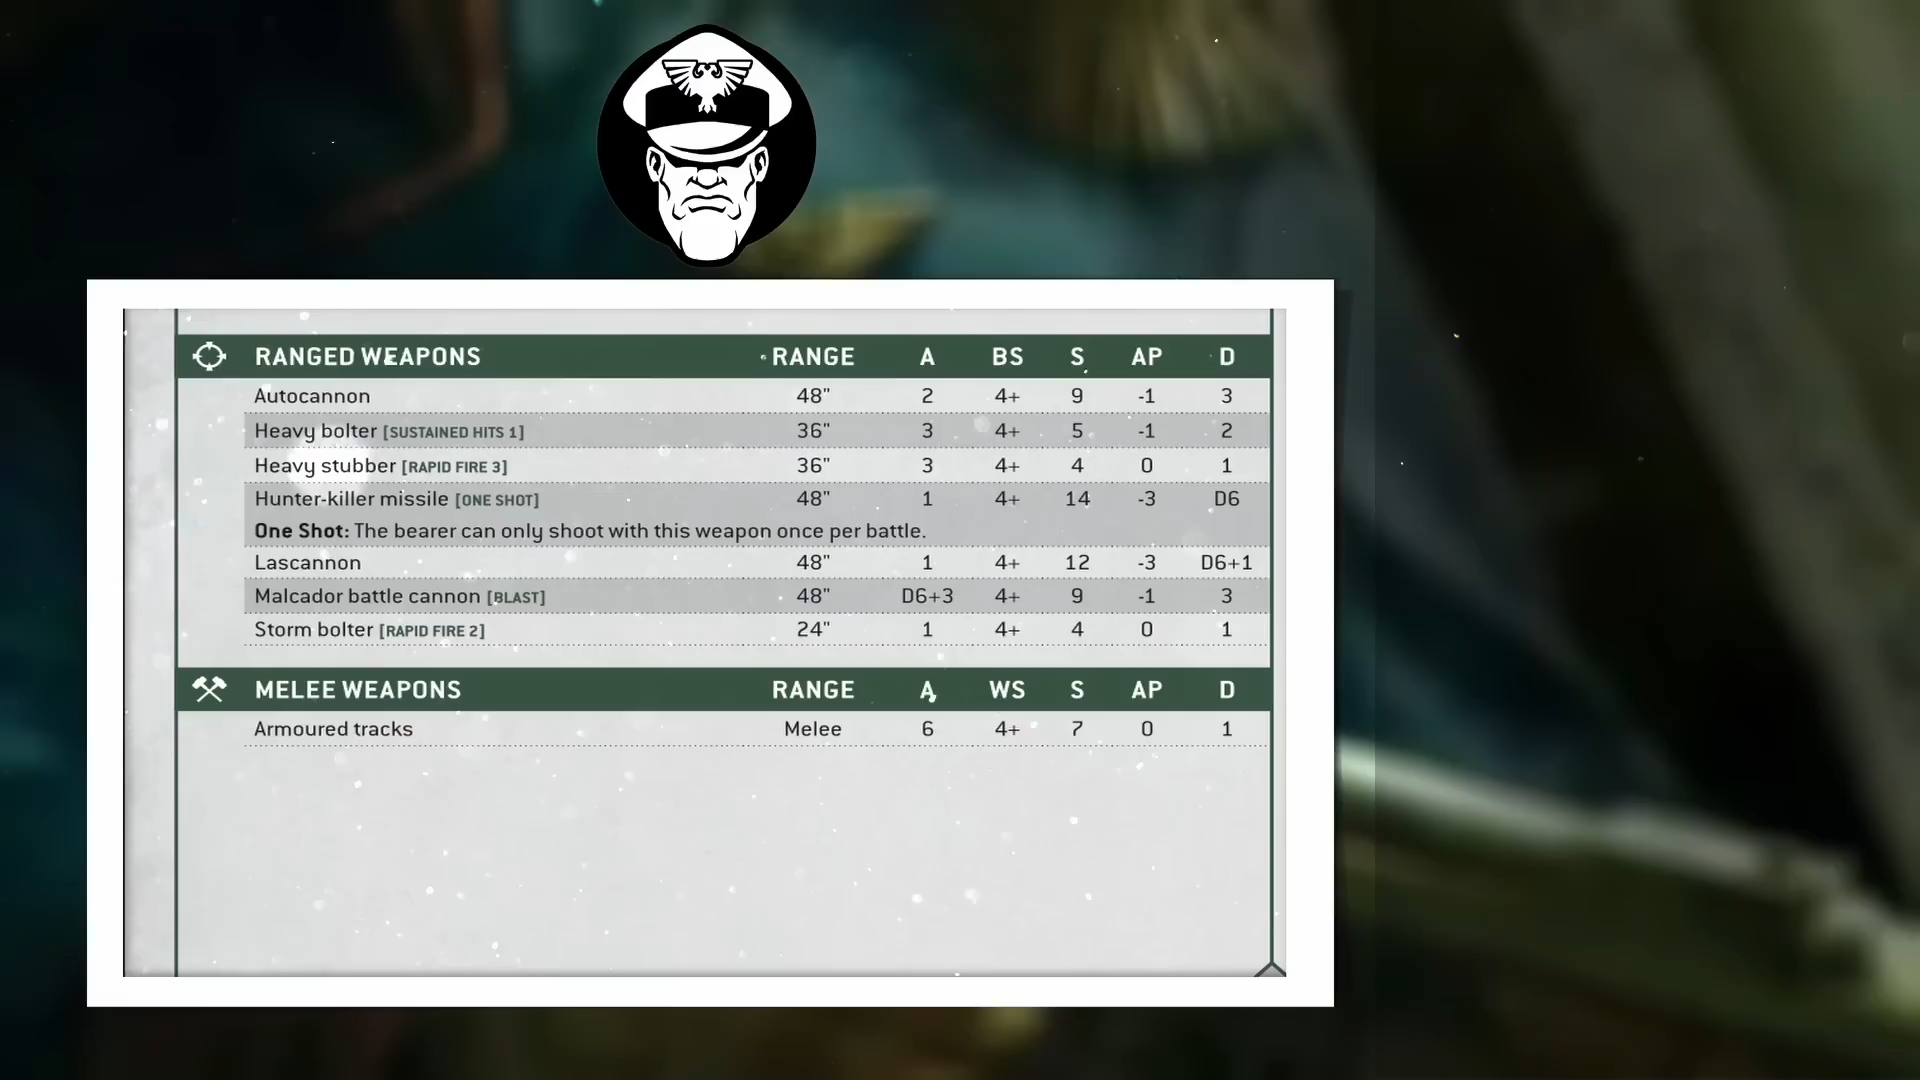 RANGED WEAPONS RANGE A BS S AP D
Autocannon 48" 2 4+ 9 -1 3
Heavy bolter [SUSTAINED HITS 1] 36" 3 4+ 5 -1 2
Heavy stubber [RAPID FIRE 3] 36" 3 4+ 4 0 1
Hunter-killer missile [ONE SHOT] 48" 1 4+ 14 -3 D6
One Shot: The bearer can only shoot with this weapon once per battle.
Lascannon 48" 1 4+ 12 -3 D6+1
Malcador battle cannon [BLAST] 48" D6+3 4+ 9 -1 3
Storm bolter [RAPID FIRE 2] 24" 1 4+ 4 0 1
MELEE WEAPONS RANGE A WS S AP D
Armoured tracks Melee 6 4+ 7 0 1